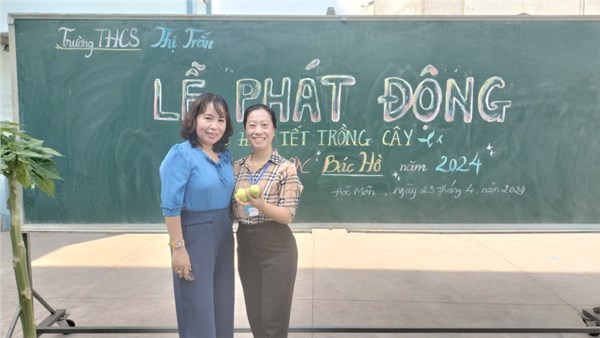 Trường THCS Thị Trấn
LỄ PHÁT ĐỘNG
TẾT TRỒNG CÂY
Bác Hồ năm 2024
Hóc Môn, ngày 23 tháng 4 năm 2024